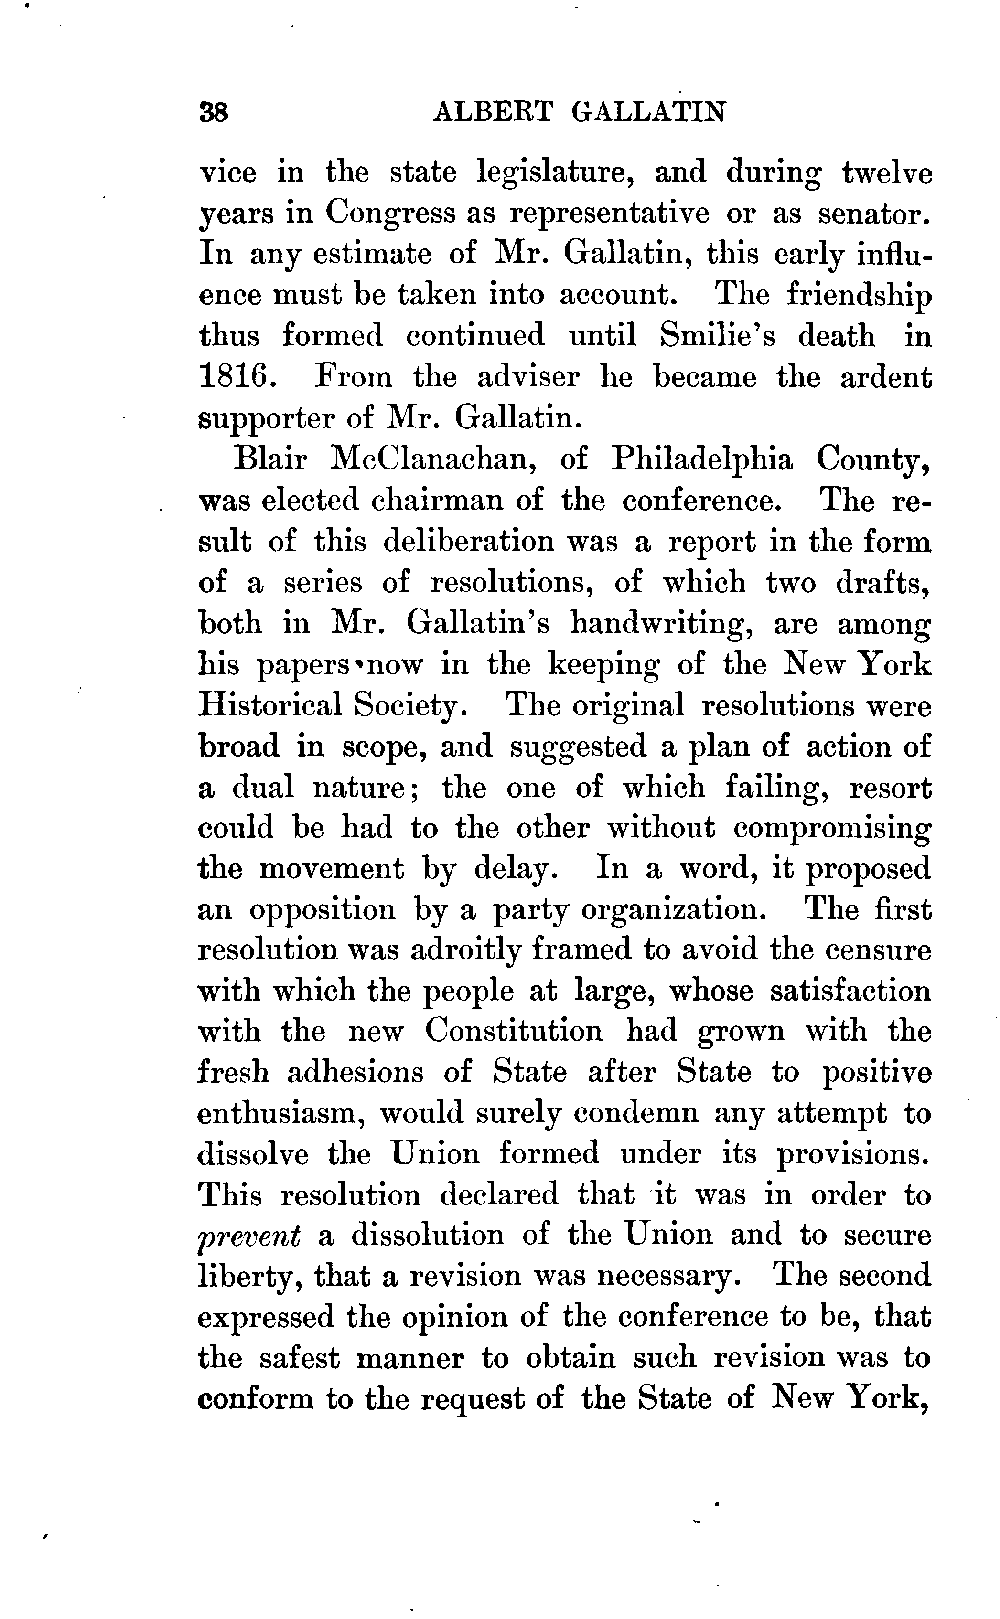 38 ALBERT GALLATIN
vice in the state legislature, and during twelve
years in Congress as representative or as senator.
In any estimate of Mr. Gallatin, this early influ-
ence must be taken into account. The friendship
thus formed continued until Smilie's death in
1816. From the adviser he became the ardent
supporter of Mr. Gallatin.
Blair McClanachan, of Philadelphia County,
was elected chairman of the conference. The re-
sult of this deliberation was a report in the form
of a series of resolutions, of which two drafts,
both in Mr. Gallatin's handwriting, are among
his papers now in the keeping of the New York
Historical Society. The original resolutions were
broad in scope, and suggested a plan of action of
a dual nature; the one of which failing, resort
could be had to the other without compromising
the movement by delay. In a word, it proposed
an opposition by a party organization. The first
resolution was adroitly framed to avoid the censure
with which the people at large, whose satisfaction
with the new Constitution had grown with the
fresh adhesions of State after State to positive
enthusiasm, would surely condemn any attempt to
dissolve the Union formed under its provisions.
This resolution declared that it was in order to
prevent a dissolution of the Union and to secure
liberty, that a revision was necessary. The second
expressed the opinion of the conference to be, that
the safest manner to obtain such revision was to
conform to the request of the State of New York,